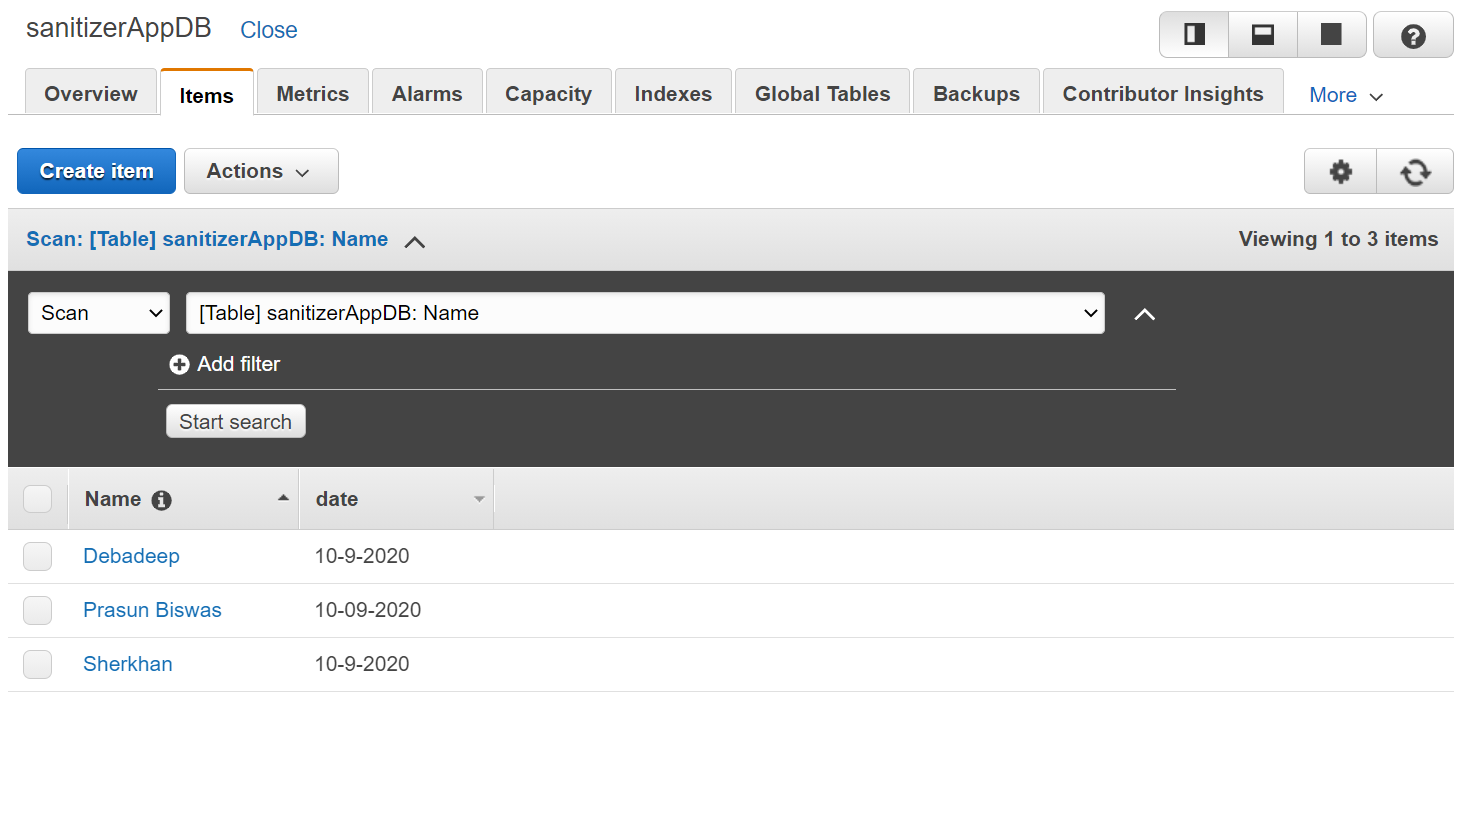 sanitizerAppDB Close
Overview Items Metrics Alarms Capacity Indexes Global Tables Backups Contributor Insights More
Create item Actions
Scan: [Table] sanitizerAppDB: Name Viewing 1 to 3 items
Scan [Table] sanitizerAppDB: Name
Add filter
Start search
Name date
Debadeep 10-9-2020
Prasun Biswas 10-09-2020
Sherkhan 10-9-2020